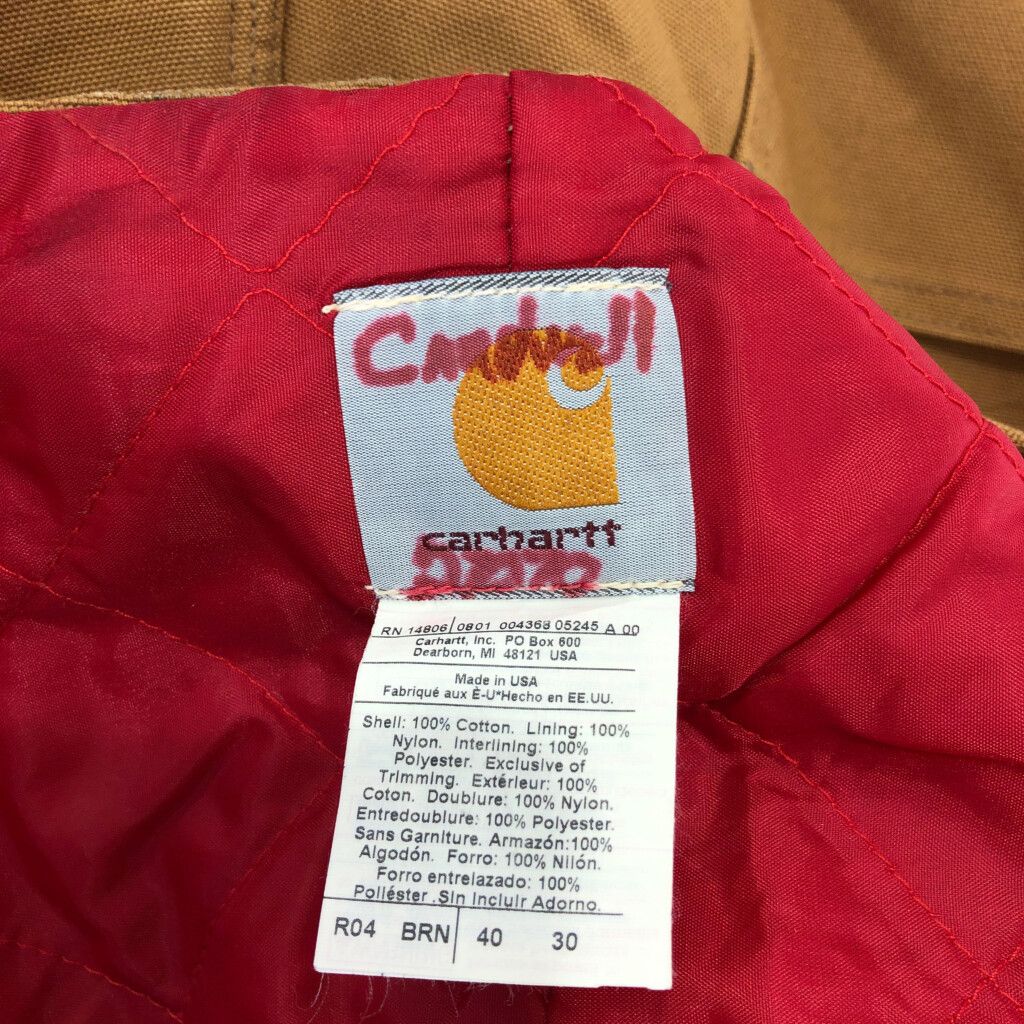 carhartt
RN 14806/0801 004368 05245 A 00
Carhartt, Inc. PO Box 600
Dearborn, MI 48121 USA
Made in USA
Fabriqué aux É-U*Hecho en EE.UU.
Shell: 100% Cotton. Lining: 100%
Nylon. Interlining: 100%
Polyester. Exclusive of
Trimming. Extérieur: 100%
Coton. Doublure: 100% Nylon.
Entredoublure: 100% Polyester.
Sans Garniture. Armazón:100%
Algodón. Forro: 100% Nilón.
Forro entrelazado: 100%
Poliéster .Sin Incluir Adorno.
R04 BRN 40 30